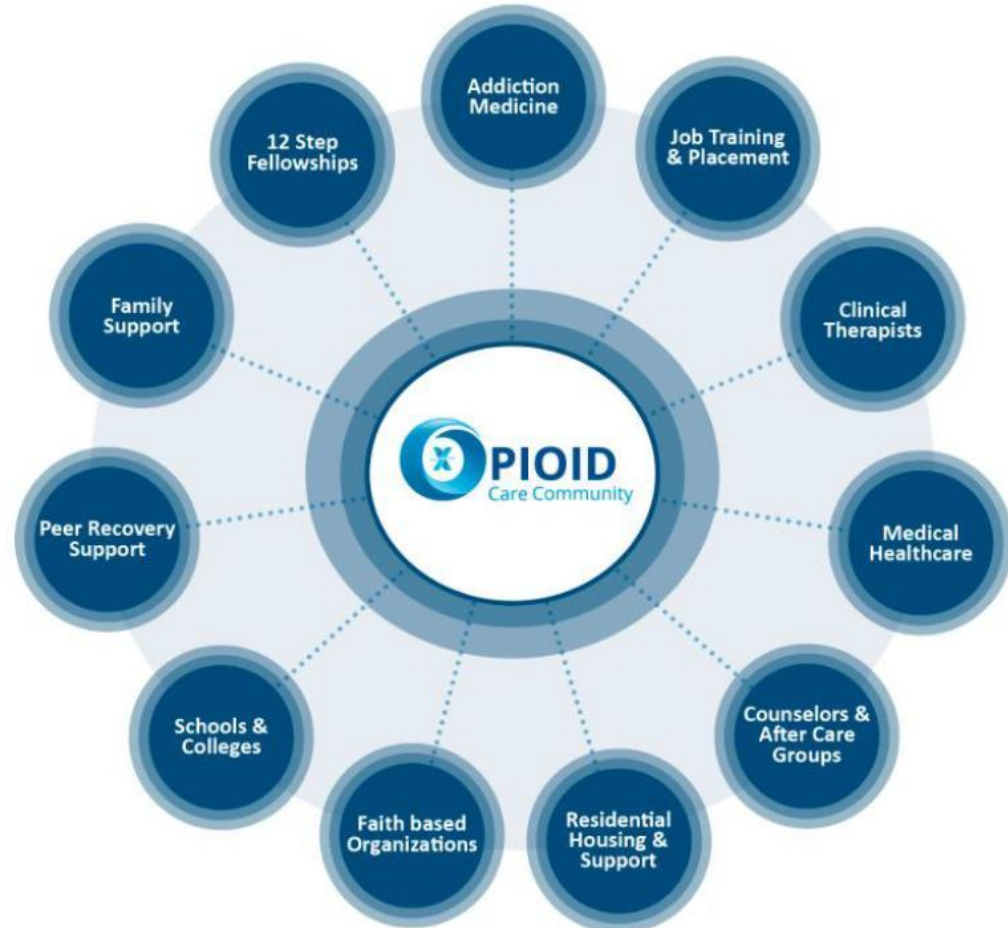 Addiction
Medicine
Job Training
& Placement
Clinical
Therapists
Medical
Healthcare
Counselors &
After Care
Groups
Residential
Housing &
Support
Faith based
Organizations
Schools &
Colleges
Peer Recovery
Support
Family
Support
12 Step
Fellowships
OPIOID
Care Community